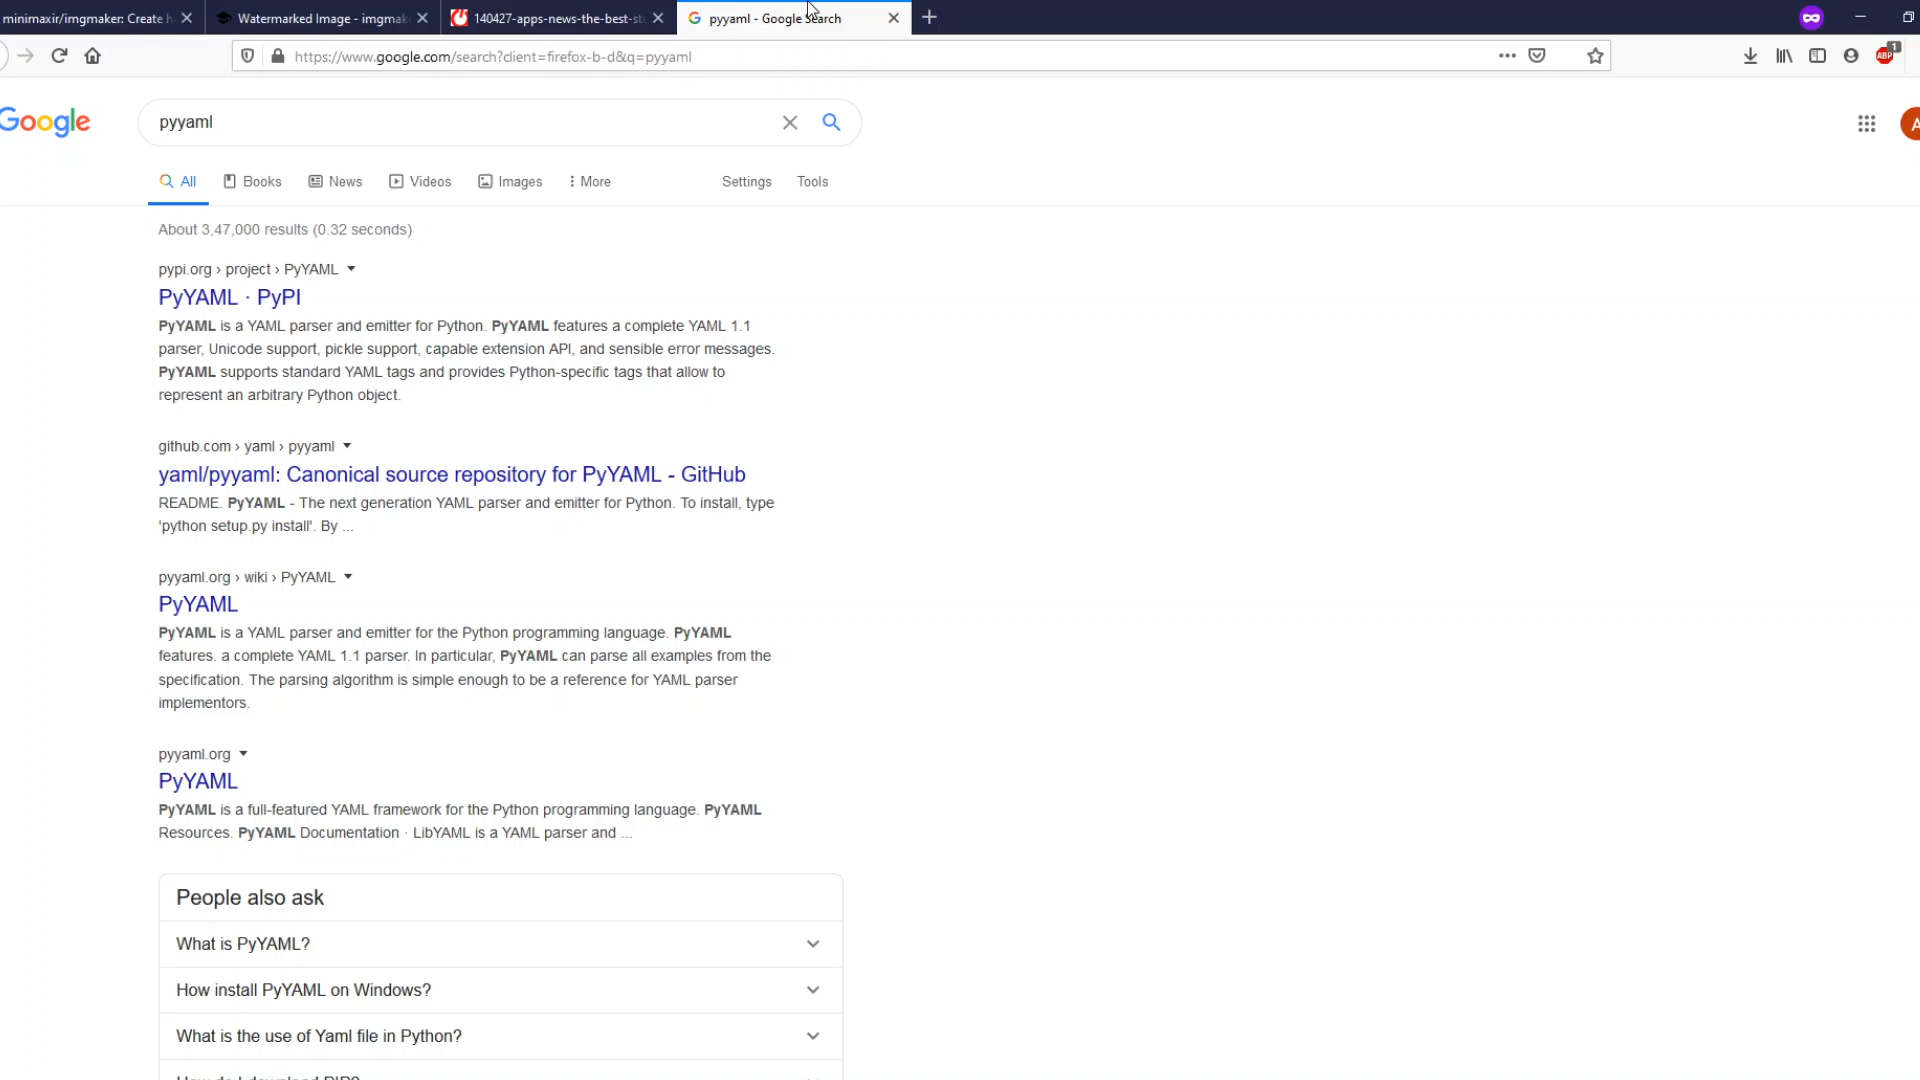 minimaxir/imgmaker: Create h
Watermarked Image - imgmak
140427-apps-news-the-best-st
pyyaml - Google Search
https://www.google.com/search?client=firefox-b-d&q=pyyaml
ABP
1
Google
pyyaml
A
All
Books
News
Videos
Images
More
Settings
Tools
About 3,47,000 results (0.32 seconds)
pypi.org › project › PyYAML
PyYAML · PyPI
PyYAML is a YAML parser and emitter for Python. PyYAML features a complete YAML 1.1
parser, Unicode support, pickle support, capable extension API, and sensible error messages.
PyYAML supports standard YAML tags and provides Python-specific tags that allow to
represent an arbitrary Python object.
github.com › yaml › pyyaml
yaml/pyyaml: Canonical source repository for PyYAML - GitHub
README. PyYAML - The next generation YAML parser and emitter for Python. To install, type
'python setup.py install'. By ...
pyyaml.org › wiki › PyYAML
PyYAML
PyYAML is a YAML parser and emitter for the Python programming language. PyYAML
features. a complete YAML 1.1 parser. In particular, PyYAML can parse all examples from the
specification. The parsing algorithm is simple enough to be a reference for YAML parser
implementors.
pyyaml.org
PyYAML
PyYAML is a full-featured YAML framework for the Python programming language. PyYAML
Resources. PyYAML Documentation · LibYAML is a YAML parser and ...
People also ask
What is PyYAML?
How install PyYAML on Windows?
What is the use of Yaml file in Python?
How do I download PIP?